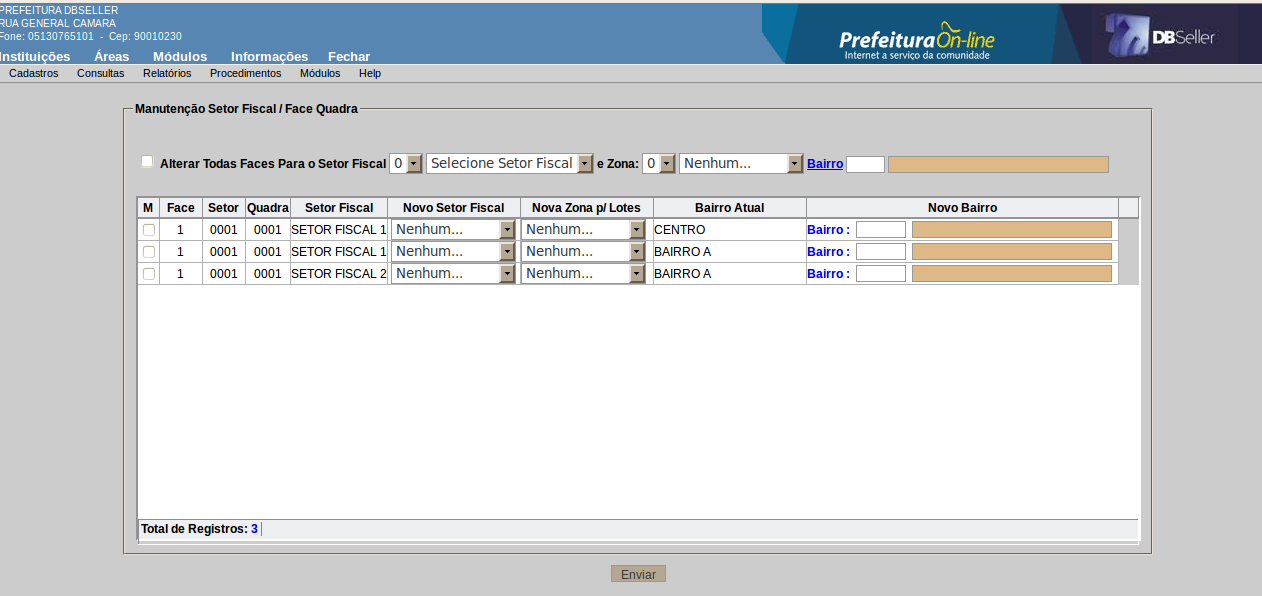 PREFEITURA DBSELLER
RUA GENERAL CAMARA
Fone: 05130765101 - Cep: 90010230
Instituições Áreas Módulos Informações Fechar
PrefeituraOn-line
Internet a serviço da comunidade
DBSeller
Cadastros Consultas Relatórios Procedimentos Módulos Help
Manutenção Setor Fiscal / Face Quadra
Alterar Todas Faces Para o Setor Fiscal 0 Selecione Setor Fiscal e Zona: 0 Nenhum... Bairro
M Face Setor Quadra Setor Fiscal Novo Setor Fiscal Nova Zona p/ Lotes Bairro Atual Novo Bairro
1 0001 0001 SETOR FISCAL 1 Nenhum... Nenhum... CENTRO Bairro :
1 0001 0001 SETOR FISCAL 1 Nenhum... Nenhum... BAIRRO A Bairro :
1 0001 0001 SETOR FISCAL 2 Nenhum... Nenhum... BAIRRO A Bairro :
Total de Registros: 3
Enviar